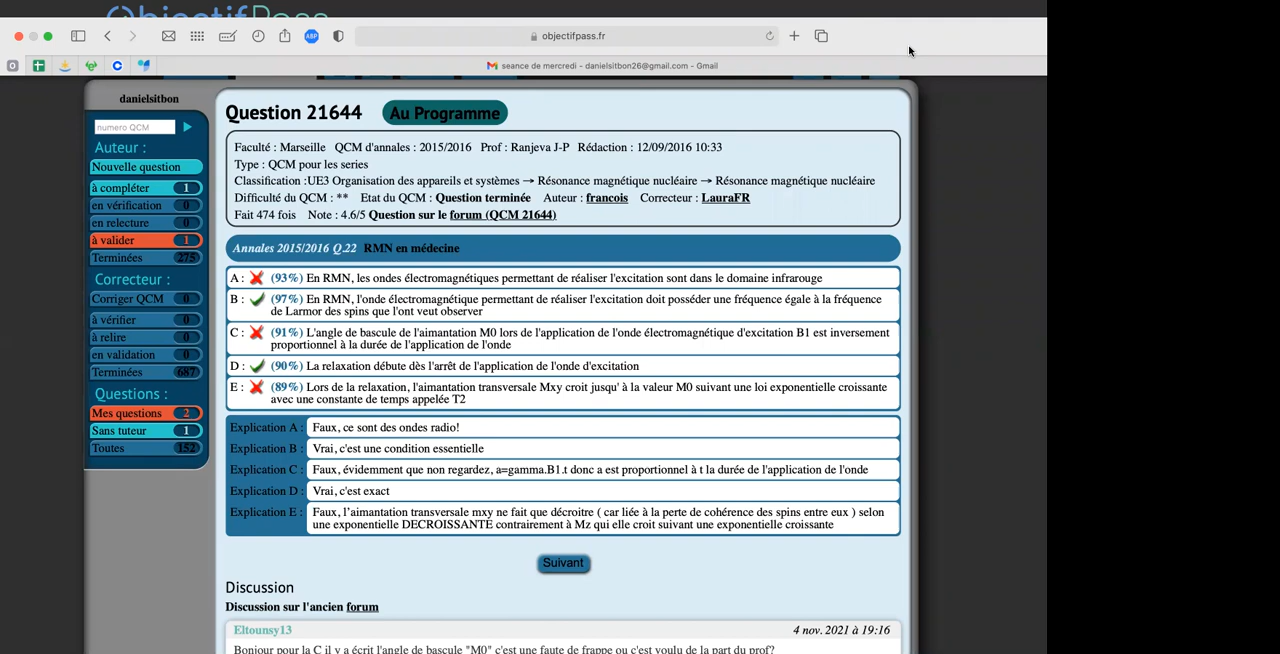 ObjectifPass
objectifpass.fr
seance de mercredi - danielsitbon26@gmail.com - Gmail
danielsitbon
numero QCM
Auteur :
Nouvelle question
à compléter 1
en vérification 0
en relecture 0
à valider 1
Terminées 275
Correcteur :
Corriger QCM 0
à vérifier 0
à relire 0
en validation 0
Terminées 687
Questions :
Mes questions 2
Sans tuteur 1
Toutes 152
Question 21644 Au Programme
Faculté : Marseille QCM d'annales : 2015/2016 Prof : Ranjeva J-P Rédaction : 12/09/2016 10:33
Type : QCM pour les series
Classification :UE3 Organisation des appareils et systèmes → Résonance magnétique nucléaire → Résonance magnétique nucléaire
Difficulté du QCM : ** Etat du QCM : Question terminée Auteur : francois Correcteur : LauraFR
Fait 474 fois Note : 4.6/5 Question sur le forum (QCM 21644)
Annales 2015/2016 Q.22 RMN en médecine
A : (93%) En RMN, les ondes électromagnétiques permettant de réaliser l'excitation sont dans le domaine infrarouge
B : (97%) En RMN, l'onde électromagnétique permettant de réaliser l'excitation doit posséder une fréquence égale à la fréquence
de Larmor des spins que l'ont veut observer
C : (91%) L'angle de bascule de l'aimantation M0 lors de l'application de l'onde électromagnétique d'excitation B1 est inversement
proportionnel à la durée de l'application de l'onde
D : (90%) La relaxation débute dès l'arrêt de l'application de l'onde d'excitation
E : (89%) Lors de la relaxation, l'aimantation transversale Mxy croit jusqu' à la valeur M0 suivant une loi exponentielle croissante
avec une constante de temps appelée T2
Explication A : Faux, ce sont des ondes radio!
Explication B : Vrai, c'est une condition essentielle
Explication C : Faux, évidemment que non regardez, a=gamma.B1.t donc a est proportionnel à t la durée de l'application de l'onde
Explication D : Vrai, c'est exact
Explication E : Faux, l'aimantation transversale mxy ne fait que décroitre ( car liée à la perte de cohérence des spins entre eux ) selon
une exponentielle DECROISSANTE contrairement à Mz qui elle croit suivant une exponentielle croissante
Suivant
Discussion
Discussion sur l'ancien forum
Eltounsy13 4 nov. 2021 à 19:16
Bonjour pour la C il y a écrit l'angle de bascule "M0" c'est une faute de frappe ou c'est voulu de la part du prof?